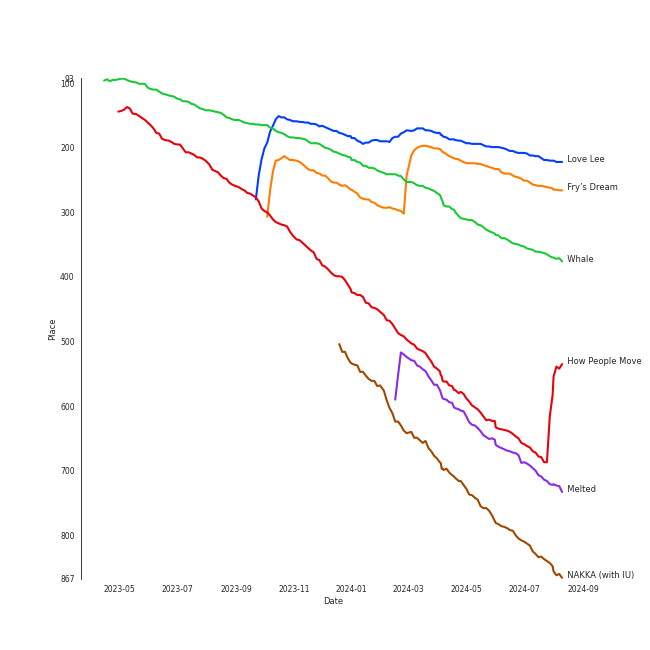 93
100
200
300
400
500
600
700
800
867
Place
Love Lee
Fry's Dream
Whale
How People Move
Melted
NAKKA (with IU)
2023-05 2023-07 2023-09 2023-11 2024-01 2024-03 2024-05 2024-07 2024-09
Date